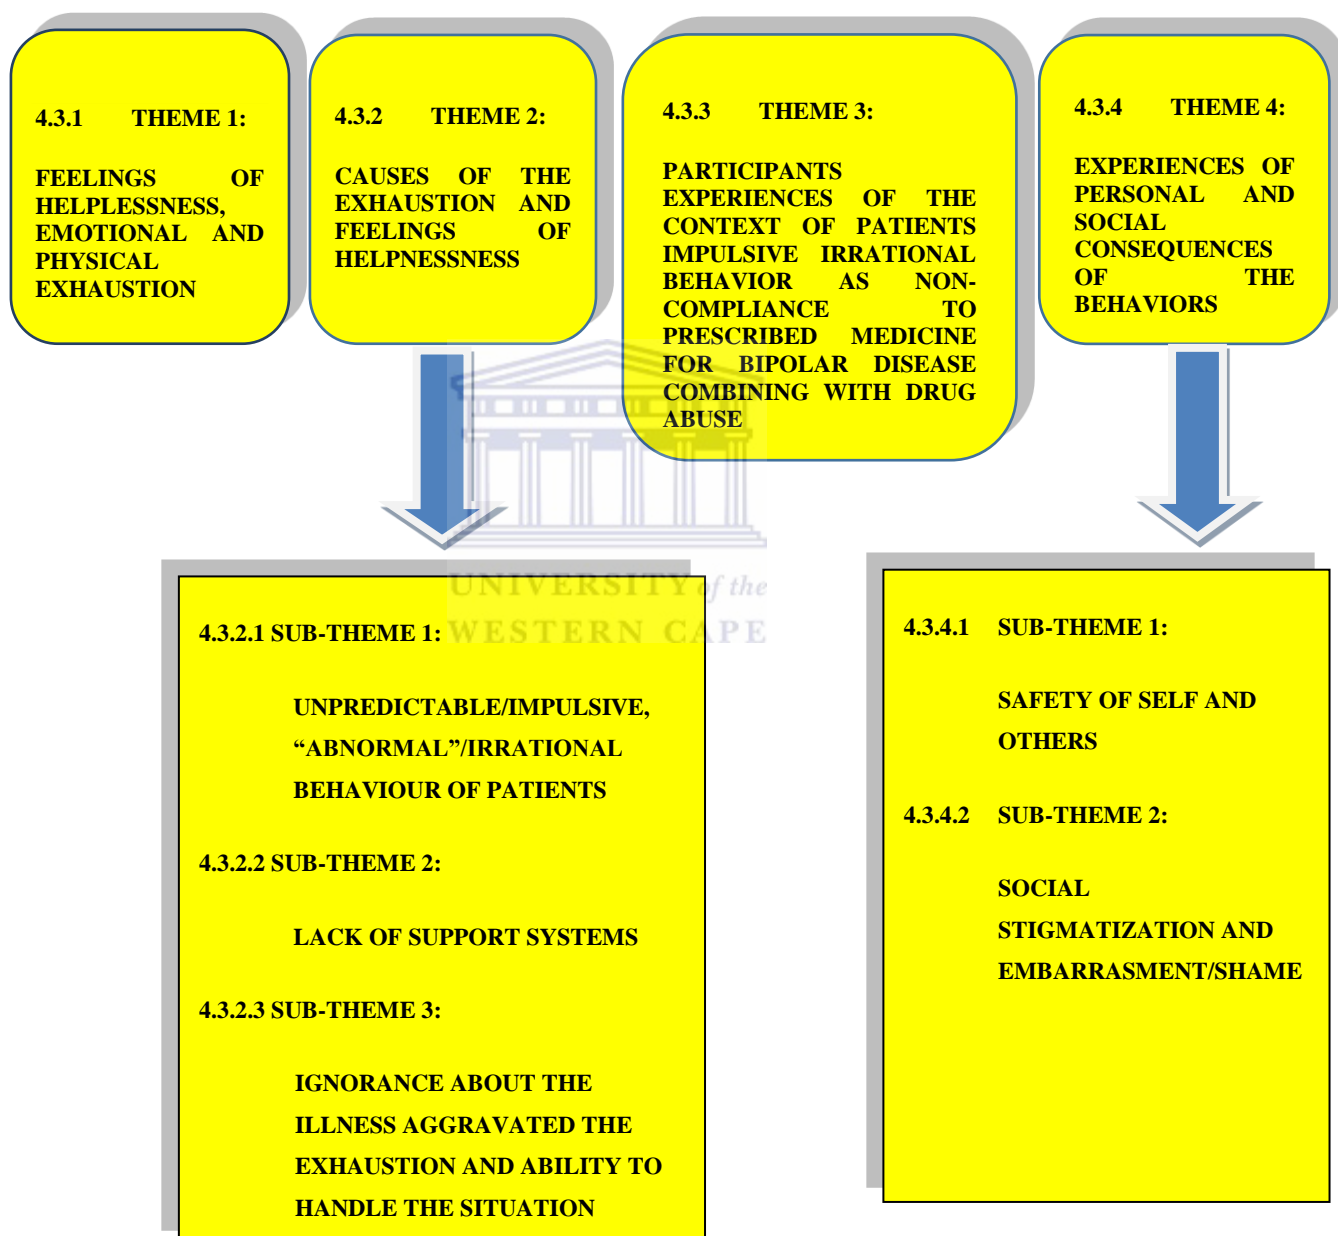 4.3.1 THEME 1:
FEELINGS OF
HELPLESSNESS,
EMOTIONAL AND
PHYSICAL
EXHAUSTION
4.3.2 THEME 2:
CAUSES OF THE
EXHAUSTION AND
FEELINGS OF
HELPNESSNESS
4.3.3 THEME 3:
PARTICIPANTS
EXPERIENCES OF THE
CONTEXT OF PATIENTS
IMPULSIVE IRRATIONAL
BEHAVIOR AS NON-
COMPLIANCE TO
PRESCRIBED MEDICINE
FOR BIPOLAR DISEASE
COMBINING WITH DRUG
ABUSE
4.3.4 THEME 4:
EXPERIENCES OF
PERSONAL AND
SOCIAL
CONSEQUENCES
OF THE
BEHAVIORS
UNIVERSITY of the
WESTERN CAPE
4.3.2.1 SUB-THEME 1:
UNPREDICTABLE/IMPULSIVE,
“ABNORMAL”/IRRATIONAL
BEHAVIOUR OF PATIENTS
4.3.2.2 SUB-THEME 2:
LACK OF SUPPORT SYSTEMS
4.3.2.3 SUB-THEME 3:
IGNORANCE ABOUT THE
ILLNESS AGGRAVATED THE
EXHAUSTION AND ABILITY TO
HANDLE THE SITUATION
4.3.4.1 SUB-THEME 1:
SAFETY OF SELF AND
OTHERS
4.3.4.2 SUB-THEME 2:
SOCIAL
STIGMATIZATION AND
EMBARRASMENT/SHAME